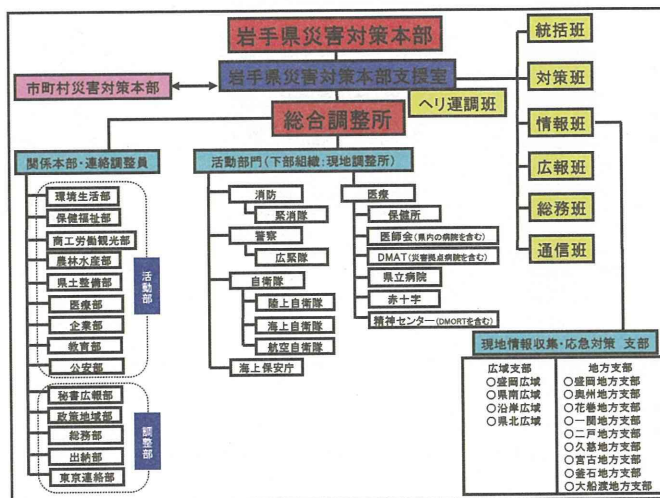 岩手県災害対策本部
岩手県災害対策本部支援室
市町村災害対策本部
ヘリ運調班
総合調整所
統括班
対策班
情報班
広報班
総務班
通信班
関係本部・連絡調整員
環境生活部
保健福祉部
商工労働観光部
農林水産部
県土整備部
医療部
企業部
教育部
公安部
活動部
秘書広報部
政策地域部
総務部
出納部
東京連絡部
調整部
活動部門(下部組織:現地調整所)
消防
緊消隊
警察
広緊隊
自衛隊
陸上自衛隊
海上自衛隊
航空自衛隊
海上保安庁
医療
保健所
医師会(県内の病院を含む)
DMAT(災害拠点病院を含む)
県立病院
赤十字
精神センター(DMORTを含む)
現地情報収集・応急対策 支部
広域支部
○盛岡広域
○県南広域
○沿岸広域
○県北広域
地方支部
○盛岡地方支部
○奥州地方支部
○花巻地方支部
○一関地方支部
○二戸地方支部
○久慈地方支部
○宮古地方支部
○釜石地方支部
○大船渡地方支部